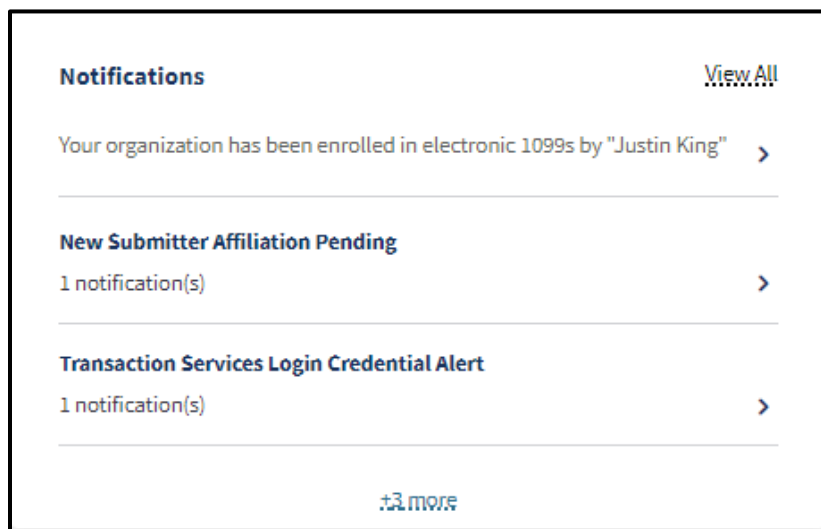 Notifications
View All
Your organization has been enrolled in electronic 1099s by "Justin King"
New Submitter Affiliation Pending
1 notification(s)
Transaction Services Login Credential Alert
1 notification(s)
+3 more